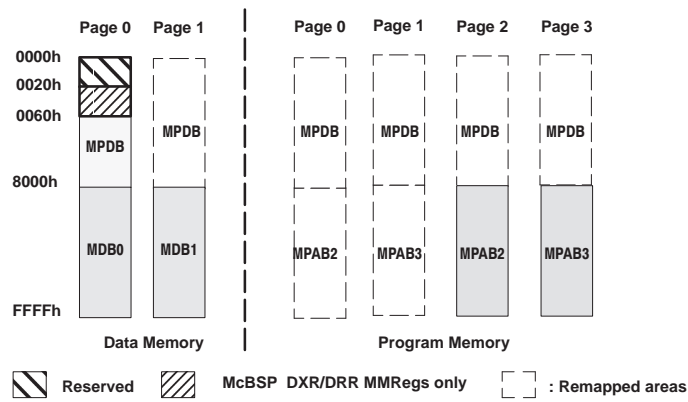 Page 0 Page 1 Page 0 Page 1 Page 2 Page 3
0000h
0020h
0060h
MPDB MPDB MPDB MPDB MPDB MPDB
8000h
MDB0 MDB1 MPAB2 MPAB3 MPAB2 MPAB3
FFFFh
Data Memory Program Memory
Reserved McBSP DXR/DRR MMRegs only : Remapped areas